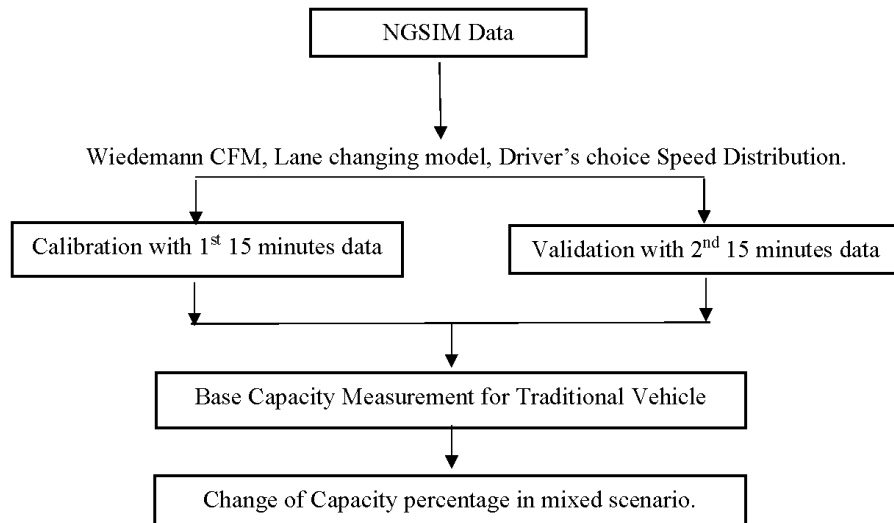 NGSIM Data
Wiedemann CFM, Lane changing model, Driver's choice Speed Distribution.
Calibration with 1st 15 minutes data
Validation with 2nd 15 minutes data
Base Capacity Measurement for Traditional Vehicle
Change of Capacity percentage in mixed scenario.